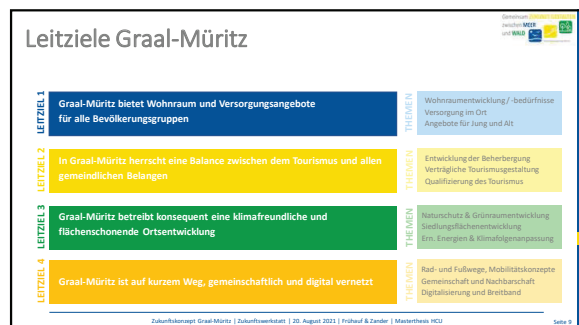 Leitziele Graal-Müritz
Gemeinsam ZUKUNFTSORIENTIERT
zwischen MEER
und WALD
LEITZIEL 1
Graal-Müritz bietet Wohnraum und Versorgungsangebote
für alle Bevölkerungsgruppen
THEMEN
Wohnraumentwicklung / -bedürfnisse
Versorgung im Ort
Angebote für Jung und Alt
LEITZIEL 2
In Graal-Müritz herrscht eine Balance zwischen dem Tourismus und allen
gemeindlichen Belangen
THEMEN
Entwicklung der Beherbergung
Verträgliche Tourismusgestaltung
Qualifizierung des Tourismus
LEITZIEL 3
Graal-Müritz betreibt konsequent eine klimafreundliche und
flächenschonende Ortsentwicklung
THEMEN
Naturschutz & Grünraumentwicklung
Siedlungsflächenentwicklung
Ern. Energien & Klimafolgenanpassung
LEITZIEL 4
Graal-Müritz ist auf kurzem Weg, gemeinschaftlich und digital vernetzt
THEMEN
Rad- und Fußwege, Mobilitätskonzepte
Gemeinschaft und Nachbarschaft
Digitalisierung und Breitband
Zukunftskonzept Graal-Müritz | Zukunftswerkstatt | 20. August 2021 | Frühauf & Zander | Masterthesis HCU
Seite 9